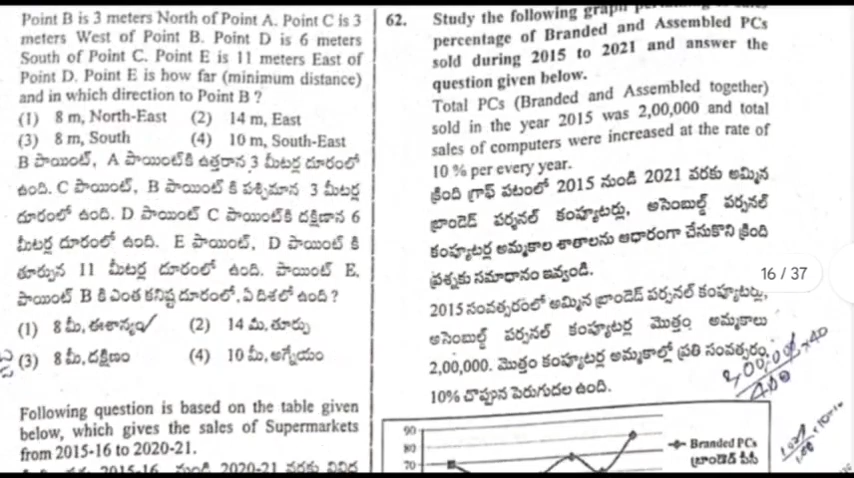 Point B is 3 meters North of Point A. Point C is 3
meters West of Point B. Point D is 6 meters
South of Point C. Point E is 11 meters East of
Point D. Point E is how far (minimum distance)
and in which direction to Point B ?
(1) 8 m, North-East (2) 14 m, East
(3) 8 m, South (4) 10 m, South-East
B పాయింట్, A పాయింట్‌కి ఉత్తరాన 3 మీటర్ల దూరంలో
ఉంది. C పాయింట్, B పాయింట్ కి పశ్చిమాన 3 మీటర్ల
దూరంలో ఉంది. D పాయింట్ C పాయింట్‌కి దక్షిణాన 6
మీటర్ల దూరంలో ఉంది. E పాయింట్, D పాయింట్ కి
తూర్పున 11 మీటర్ల దూరంలో ఉంది. పాయింట్ E,
పాయింట్ B కి ఎంత కనిష్ట దూరంలో, ఏ దిశలో ఉంది ?
(1) 8 మీ, ఈశాన్యం (2) 14 మీ, తూర్పు
(3) 8 మీ, దక్షిణం (4) 10 మీ, ఆగ్నేయం
Following question is based on the table given
below, which gives the sales of Supermarkets
from 2015-16 to 2020-21.
2015-16 నుండి 2020-21 వరకు వివిధ
62. Study the following graph
percentage of Branded and Assembled PCs
sold during 2015 to 2021 and answer the
question given below.
Total PCs (Branded and Assembled together)
sold in the year 2015 was 2,00,000 and total
sales of computers were increased at the rate of
10 % per every year.
క్రింది గ్రాఫ్ పటంలో 2015 నుండి 2021 వరకు అమ్మిన
బ్రాండెడ్ పర్సనల్ కంప్యూటర్లు, అసెంబుల్డ్ పర్సనల్
కంప్యూటర్ల అమ్మకాల శాతాలను ఆధారంగా చేసుకొని క్రింది
ప్రశ్నకు సమాధానం ఇవ్వండి.
16 / 37
2015 సంవత్సరంలో అమ్మిన బ్రాండెడ్ పర్సనల్ కంప్యూటర్లు,
అసెంబుల్డ్ పర్సనల్ కంప్యూటర్ల మొత్తం అమ్మకాలు
2,00,000. మొత్తం కంప్యూటర్ల అమ్మకాల్లో ప్రతి సంవత్సరం,
10% చొప్పున పెరుగుదల ఉంది.
90
80
70
Branded PCs
(బ్రాండెడ్ పీసీ